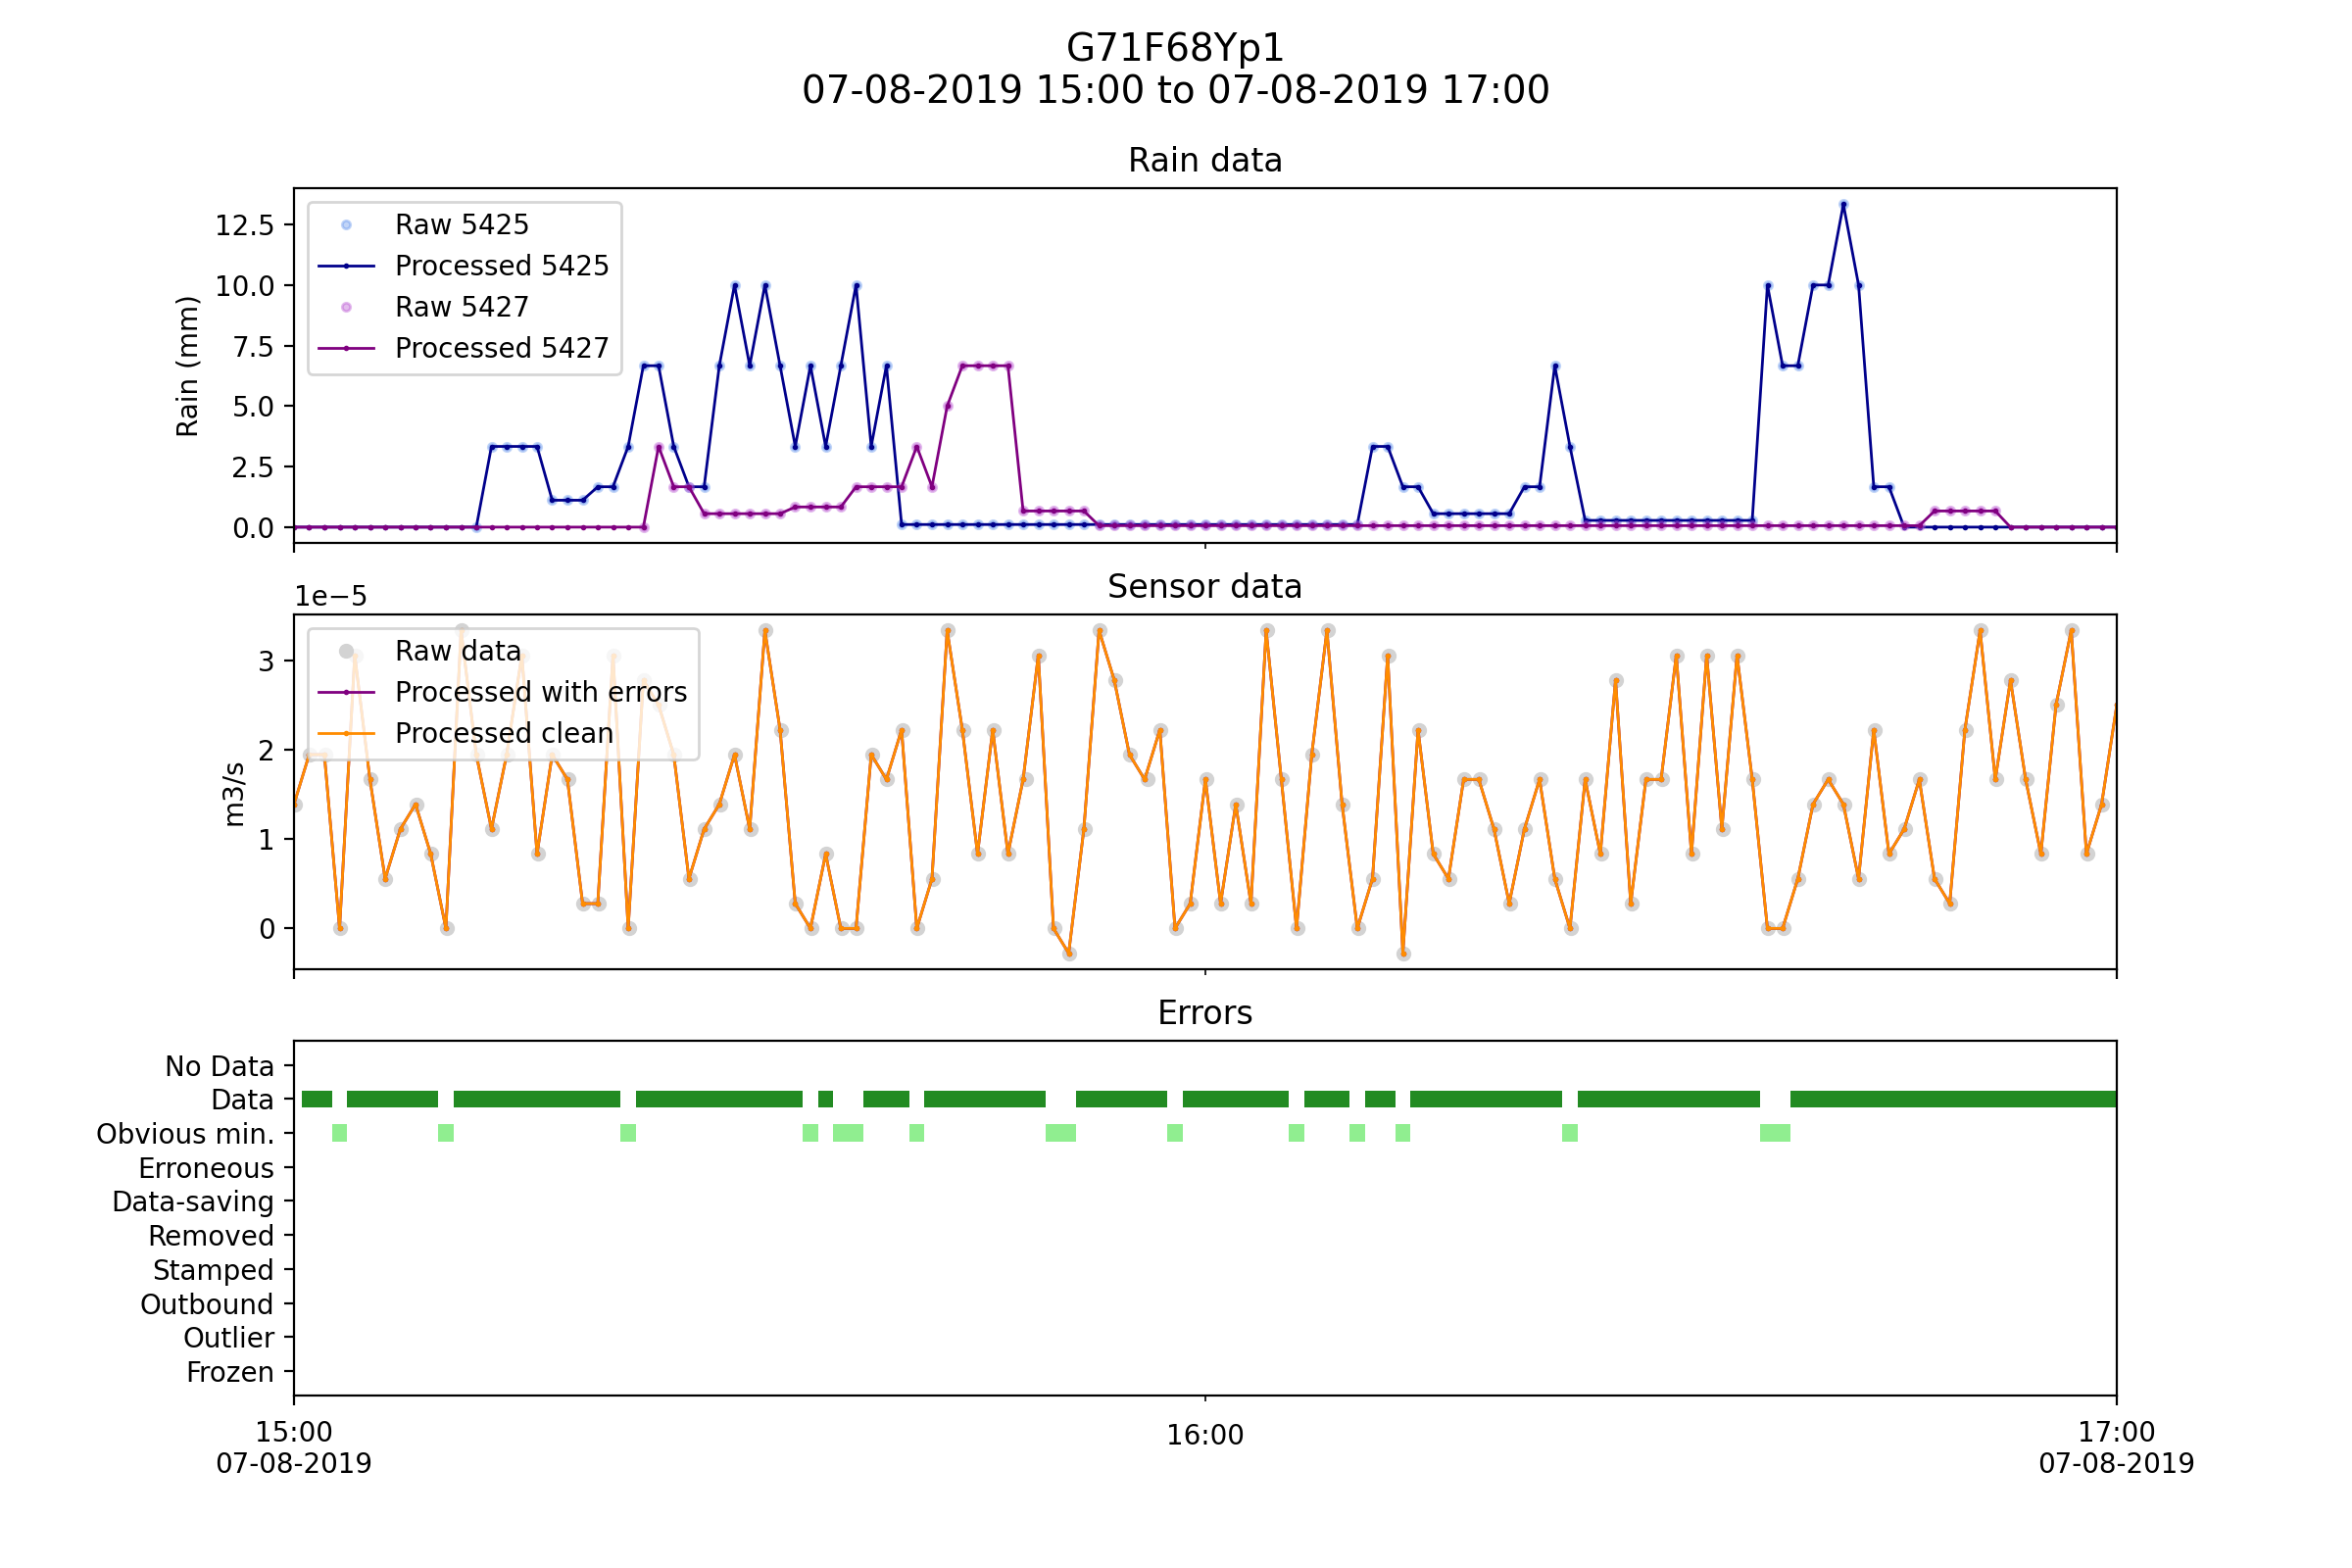 G71F68Yp1
07-08-2019 15:00 to 07-08-2019 17:00
Rain data
Rain (mm)
12.5
10.0
7.5
5.0
2.5
0.0
Raw 5425
Processed 5425
Raw 5427
Processed 5427
Sensor data
1e−5
m3/s
3
2
1
0
Raw data
Processed with errors
Processed clean
Errors
No Data
Data
Obvious min.
Erroneous
Data-saving
Removed
Stamped
Outbound
Outlier
Frozen
15:00
07-08-2019
16:00
17:00
07-08-2019